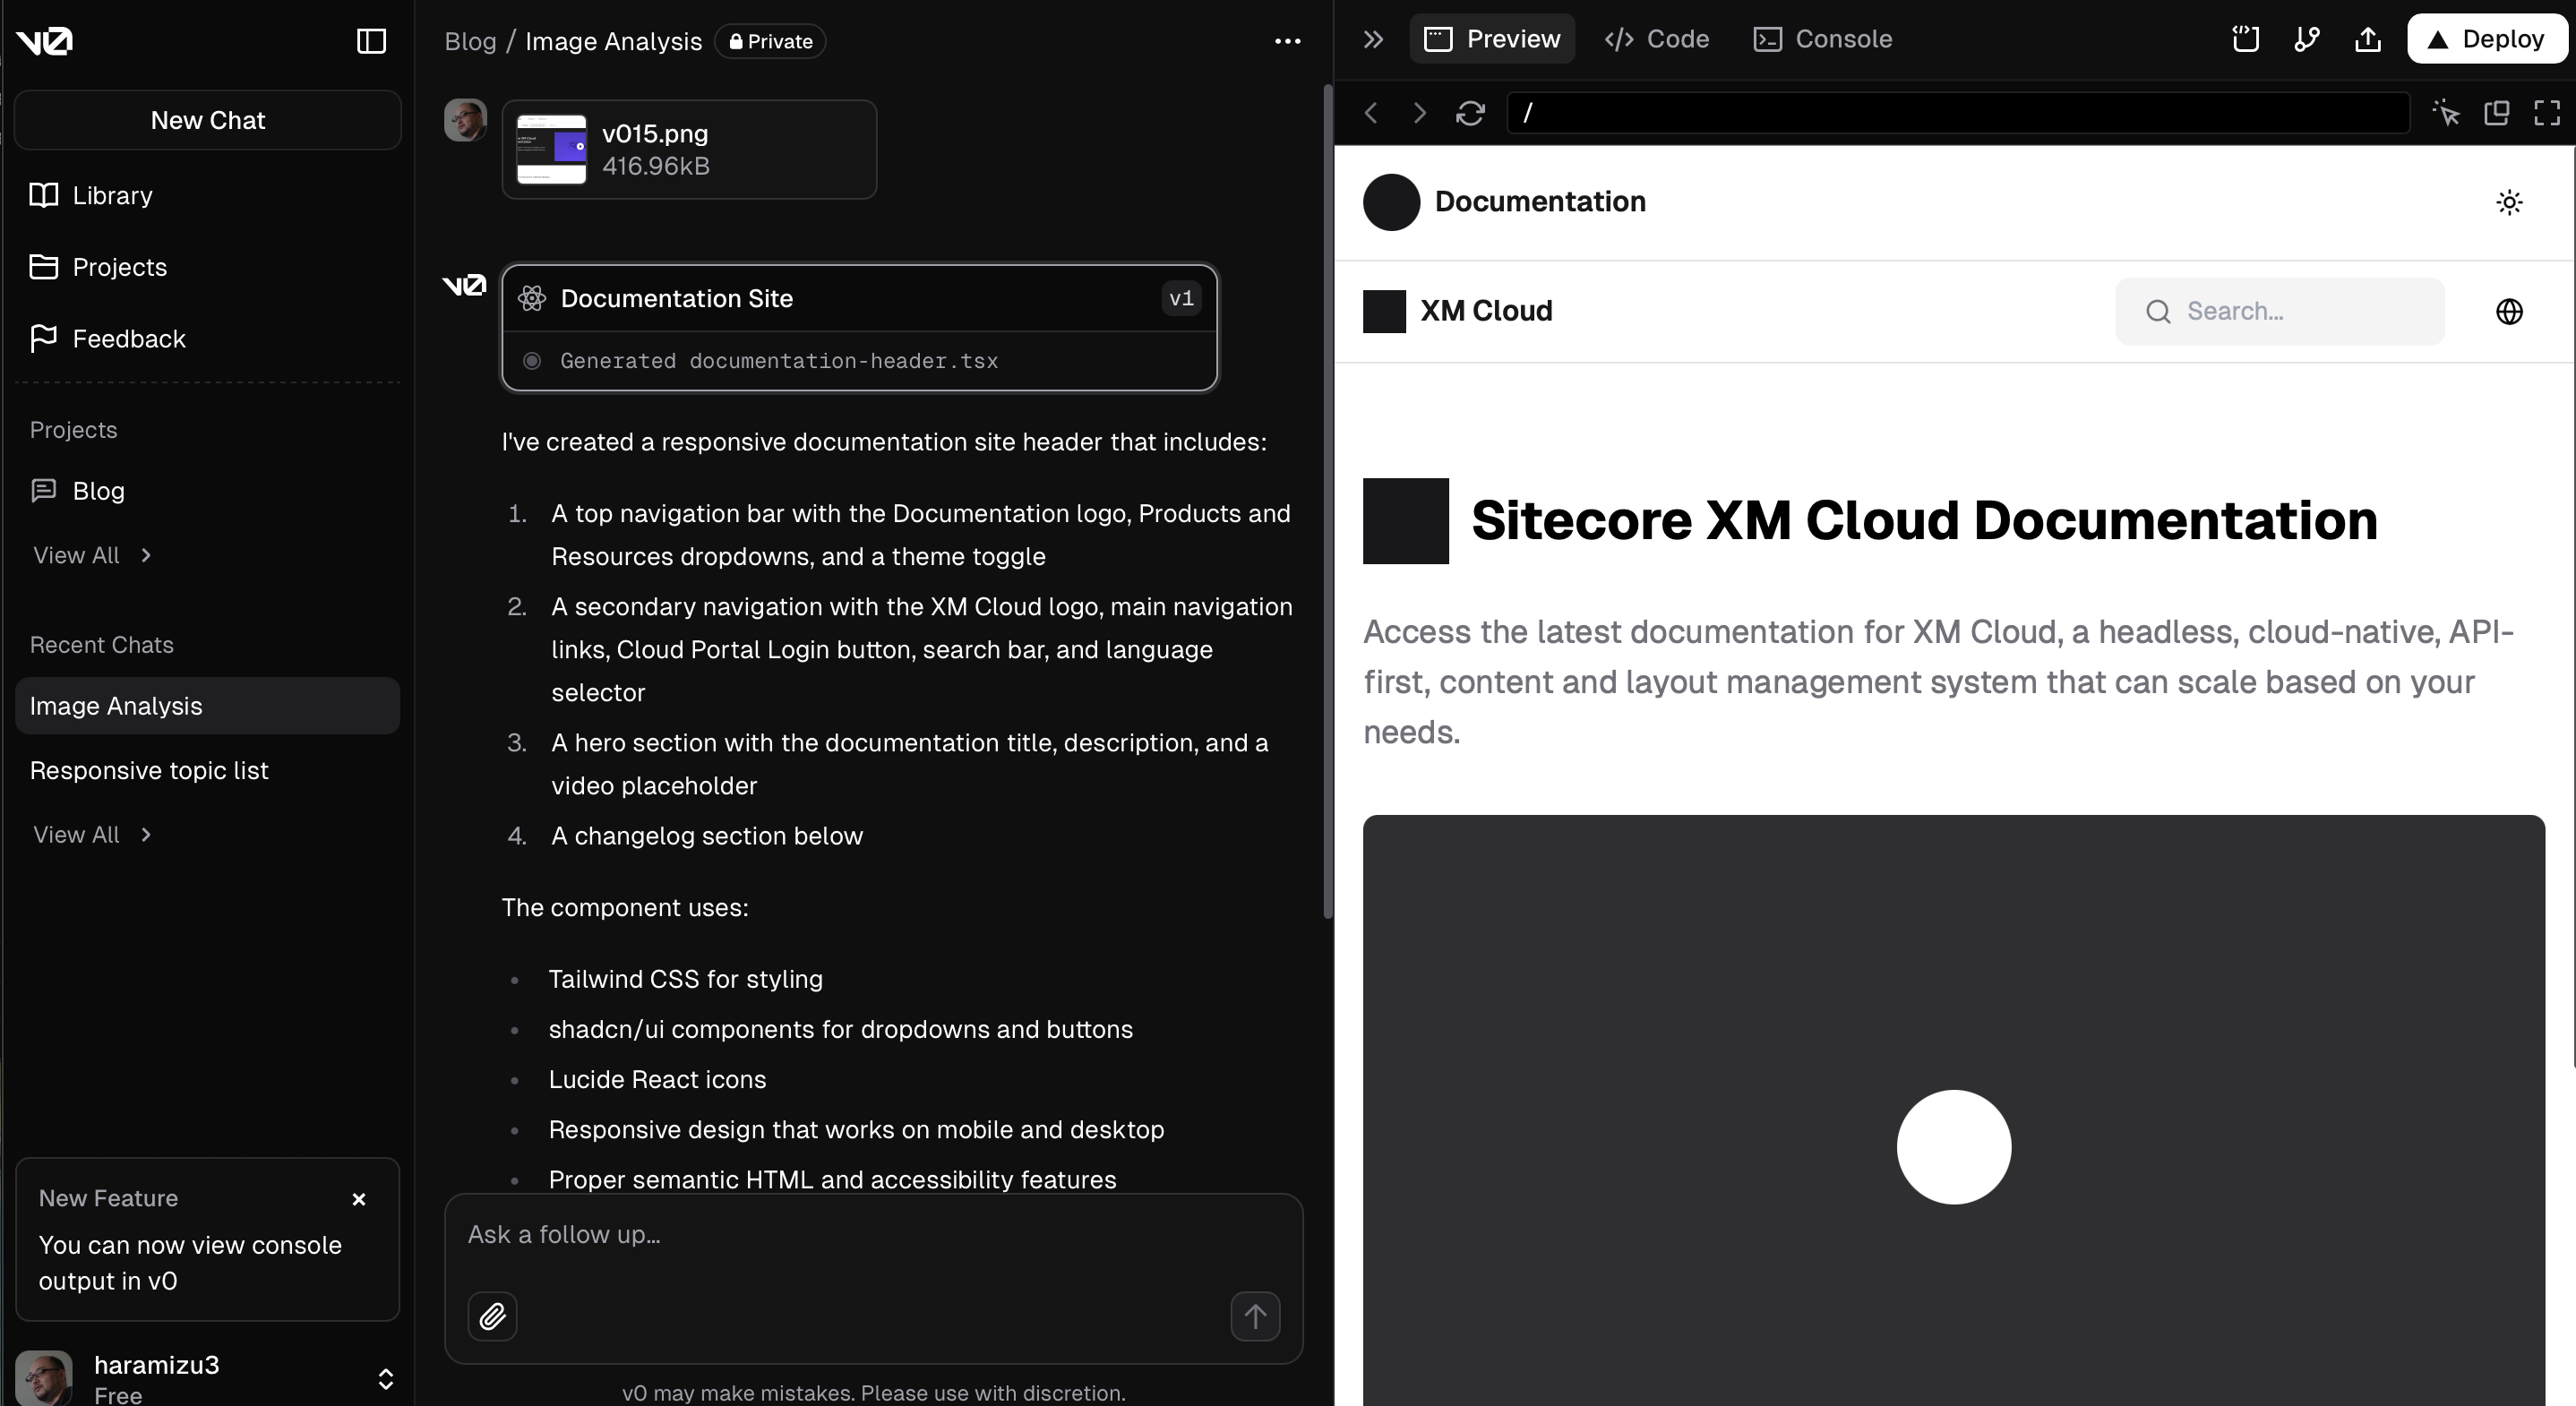 v0
New Chat
Library
Projects
Feedback
Projects
Blog
View All
Recent Chats
Image Analysis
Responsive topic list
View All
New Feature
You can now view console
output in v0
haramizu3
Free
Blog / Image Analysis Private
v015.png
416.96kB
v0
Documentation Site v1
Generated documentation-header.tsx
I've created a responsive documentation site header that includes:
1. A top navigation bar with the Documentation logo, Products and
Resources dropdowns, and a theme toggle
2. A secondary navigation with the XM Cloud logo, main navigation
links, Cloud Portal Login button, search bar, and language
selector
3. A hero section with the documentation title, description, and a
video placeholder
4. A changelog section below
The component uses:
Tailwind CSS for styling
shadcn/ui components for dropdowns and buttons
Lucide React icons
Responsive design that works on mobile and desktop
Proper semantic HTML and accessibility features
Ask a follow up...
v0 may make mistakes. Please use with discretion.
Preview Code Console Deploy
/
Documentation
XM Cloud Search...
Sitecore XM Cloud Documentation
Access the latest documentation for XM Cloud, a headless, cloud-native, API-
first, content and layout management system that can scale based on your
needs.